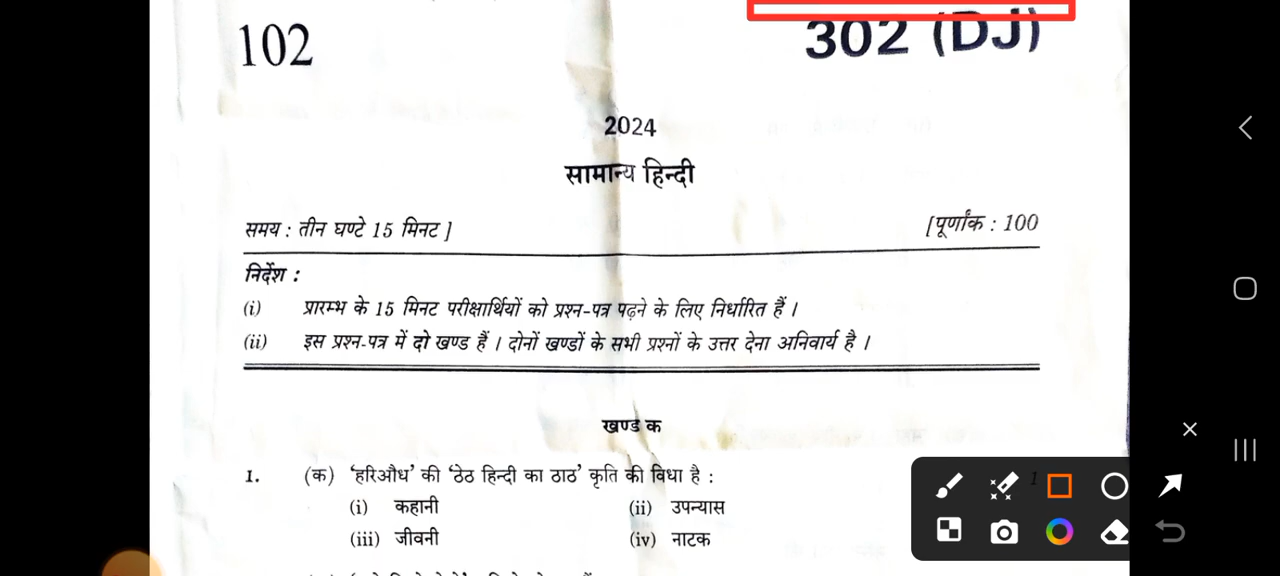 102
302 (DJ)
2024
सामान्य हिन्दी
समय : तीन घण्टे 15 मिनट ]
[पूर्णांक : 100
निर्देश :
(i) प्रारम्भ के 15 मिनट परीक्षार्थियों को प्रश्न-पत्र पढ़ने के लिए निर्धारित हैं ।
(ii) इस प्रश्न-पत्र में दो खण्ड हैं । दोनों खण्डों के सभी प्रश्नों के उत्तर देना अनिवार्य है ।
खण्ड क
1. (क) ‘हरिऔध’ की ‘ठेठ हिन्दी का ठाठ’ कृति की विधा है : 1
(i) कहानी (ii) उपन्यास
(iii) जीवनी (iv) नाटक